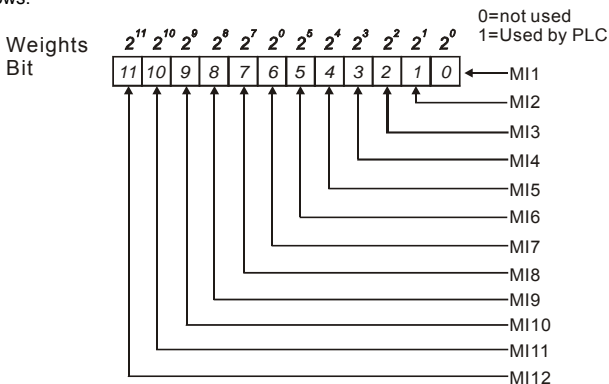 ows:
0=not used
1=Used by PLC
Weights 2¹¹ 2¹⁰ 2⁹ 2⁸ 2⁷ 2⁰ 2⁵ 2⁴ 2³ 2² 2¹ 2⁰
Bit 11 10 9 8 7 6 5 4 3 2 1 0
MI1
MI2
MI3
MI4
MI5
MI6
MI7
MI8
MI9
MI10
MI11
MI12